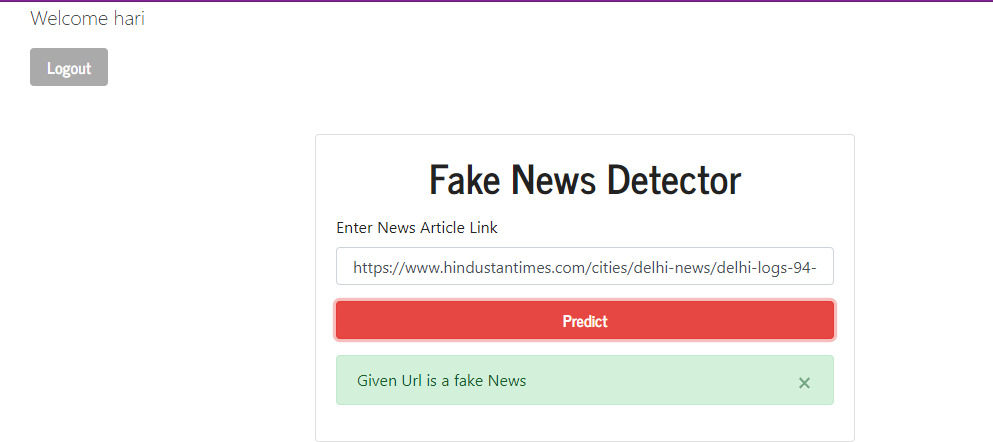 Welcome hari
Logout
Fake News Detector
Enter News Article Link
https://www.hindustantimes.com/cities/delhi-news/delhi-logs-94-
Predict
Given Url is a fake News
×